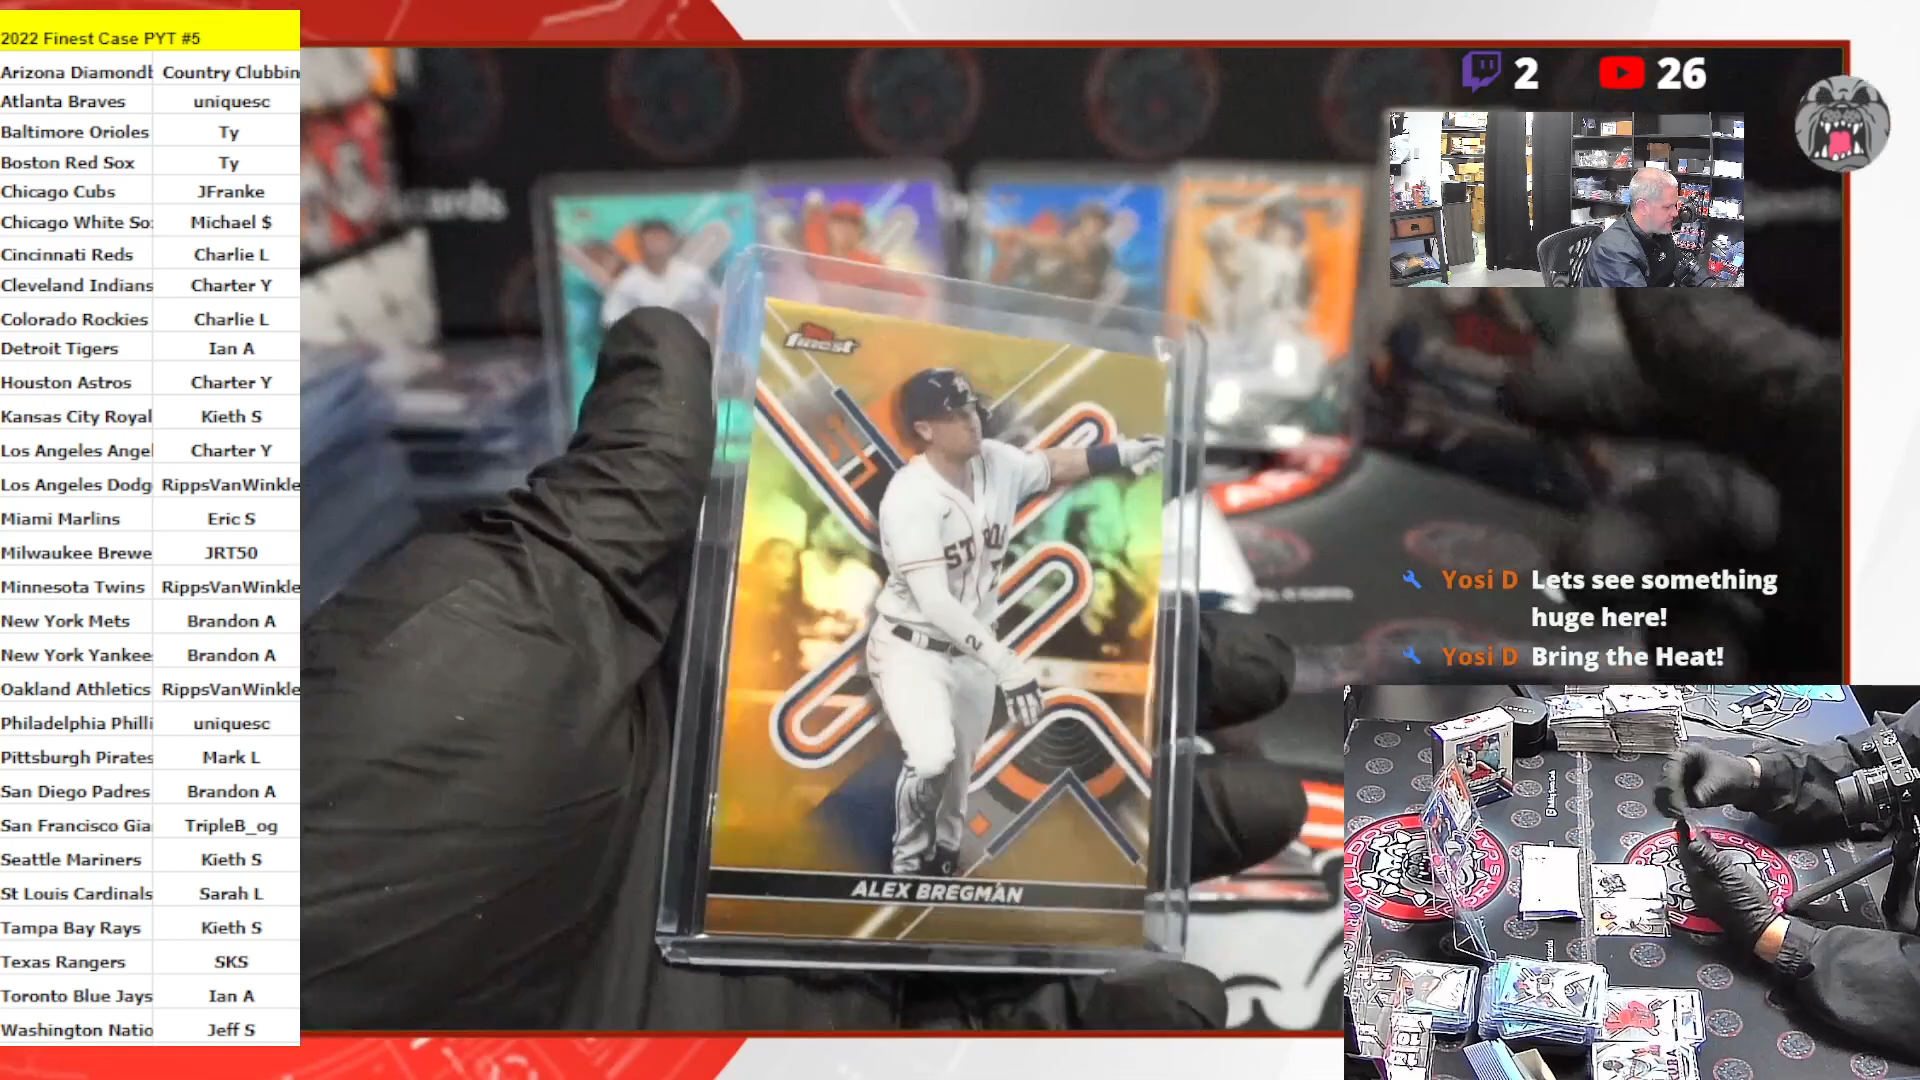 2022 Finest Case PYT #5
Arizona Diamondb Country Clubbin
Atlanta Braves uniquesc
Baltimore Orioles Ty
Boston Red Sox Ty
Chicago Cubs JFranke
Chicago White Sox Michael $
Cincinnati Reds Charlie L
Cleveland Indians Charter Y
Colorado Rockies Charlie L
Detroit Tigers Ian A
Houston Astros Charter Y
Kansas City Royal Kieth S
Los Angeles Angel Charter Y
Los Angeles Dodg RippsVanWinkle
Miami Marlins Eric S
Milwaukee Brewe JRT50
Minnesota Twins RippsVanWinkle
New York Mets Brandon A
New York Yankee Brandon A
Oakland Athletics RippsVanWinkle
Philadelphia Philli uniquesc
Pittsburgh Pirates Mark L
San Diego Padres Brandon A
San Francisco Gia TripleB_og
Seattle Mariners Kieth S
St Louis Cardinals Sarah L
Tampa Bay Rays Kieth S
Texas Rangers SKS
Toronto Blue Jays Ian A
Washington Natio Jeff S
2 26
cards
Topps
finest
ALEX BREGMAN
Yosi D Lets see something
huge here!
Yosi D Bring the Heat!